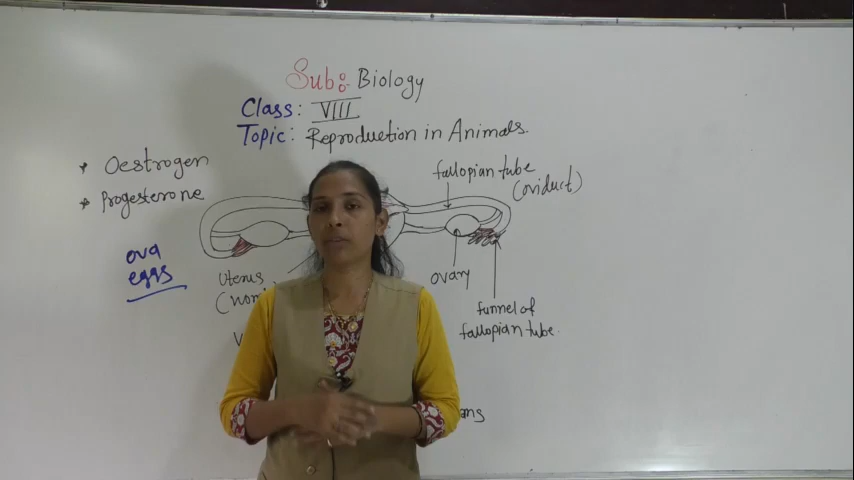 Sub: Biology
Class: VIII
Topic: Reproduction in Animals.
* Oestrogen
* Progesterone
ova
eggs
fallopian tube
(oviduct)
Uterus
ovary
funnel of
fallopian tube.